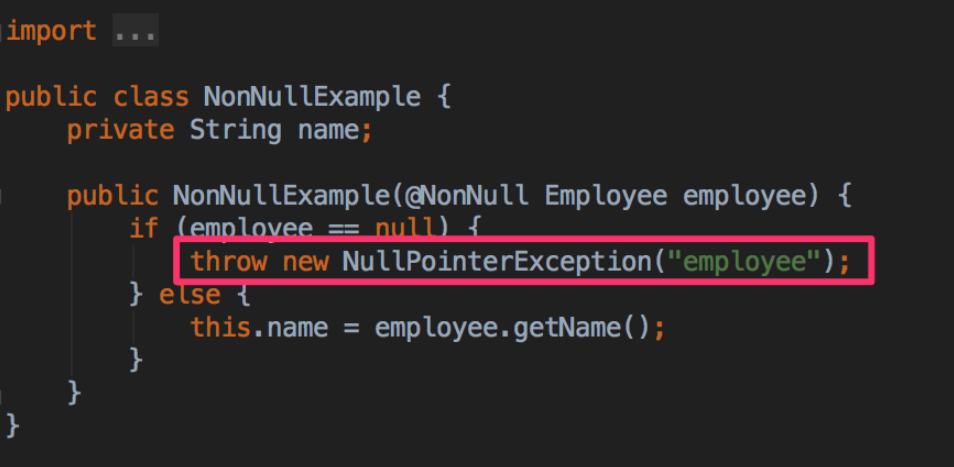 import ...
public class NonNullExample {
    private String name;
    public NonNullExample(@NonNull Employee employee) {
        if (employee == null) {
            throw new NullPointerException("employee");
        } else {
            this.name = employee.getName();
        }
    }
}